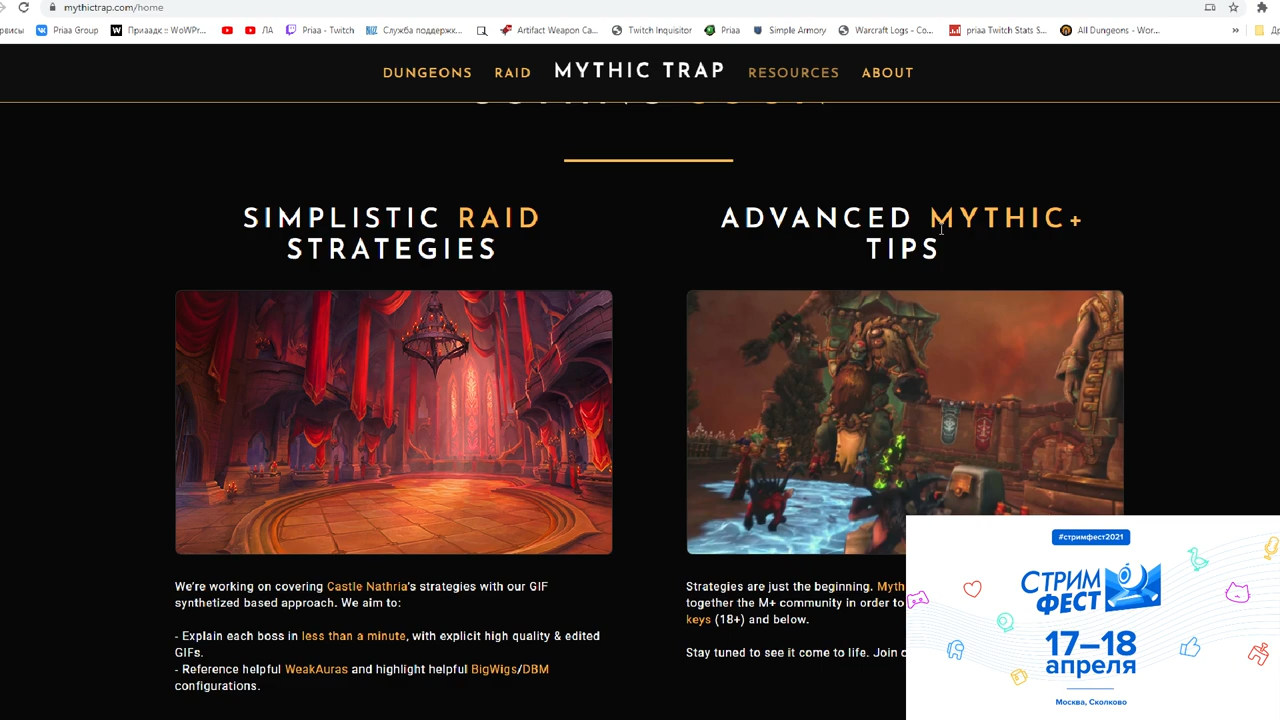 mythictrap.com/home
рвисы Priaa Group Приаадк :: WoWPr... ЛА Priaa - Twitch Служба поддержк... Artifact Weapon Ca... Twitch Inquisitor Priaa Simple Armory Warcraft Logs - Co... priaa Twitch Stats S... All Dungeons - Wor... »
DUNGEONS RAID MYTHIC TRAP RESOURCES ABOUT
SIMPLISTIC RAID
STRATEGIES
ADVANCED MYTHIC+
TIPS
We're working on covering Castle Nathria's strategies with our GIF
synthetized based approach. We aim to:
- Explain each boss in less than a minute, with explicit high quality & edited
GIFs.
- Reference helpful WeakAuras and highlight helpful BigWigs/DBM
configurations.
Strategies are just the beginning. Myth
together the M+ community in order to
keys (18+) and below.
Stay tuned to see it come to life. Join o
#стримфест2021
СТРИМ
ФЕСТ
17–18
апреля
Москва, Сколково